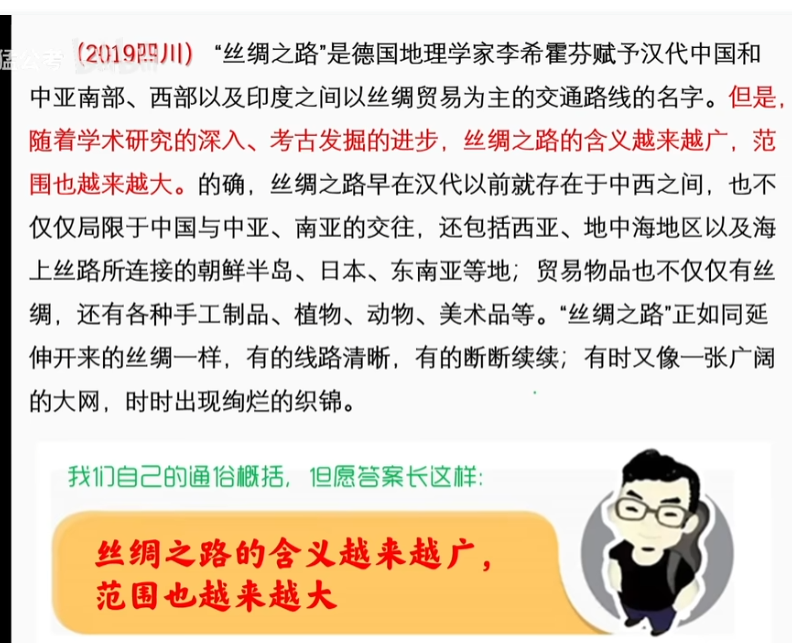 猛公考
（2019四川）“丝绸之路”是德国地理学家李希霍芬赋予汉代中国和
中亚南部、西部以及印度之间以丝绸贸易为主的交通路线的名字。但是，
随着学术研究的深入、考古发掘的进步，丝绸之路的含义越来越广，范
围也越来越大。的确，丝绸之路早在汉代以前就存在于中西之间，也不
仅仅局限于中国与中亚、南亚的交往，还包括西亚、地中海地区以及海
上丝路所连接的朝鲜半岛、日本、东南亚等地；贸易物品也不仅仅有丝
绸，还有各种手工制品、植物、动物、美术品等。“丝绸之路”正如同延
伸开来的丝绸一样，有的线路清晰，有的断断续续；有时又像一张广阔
的大网，时时出现绚烂的织锦。
我们自己的通俗概括，但愿答案长这样:
丝绸之路的含义越来越广，
范围也越来越大